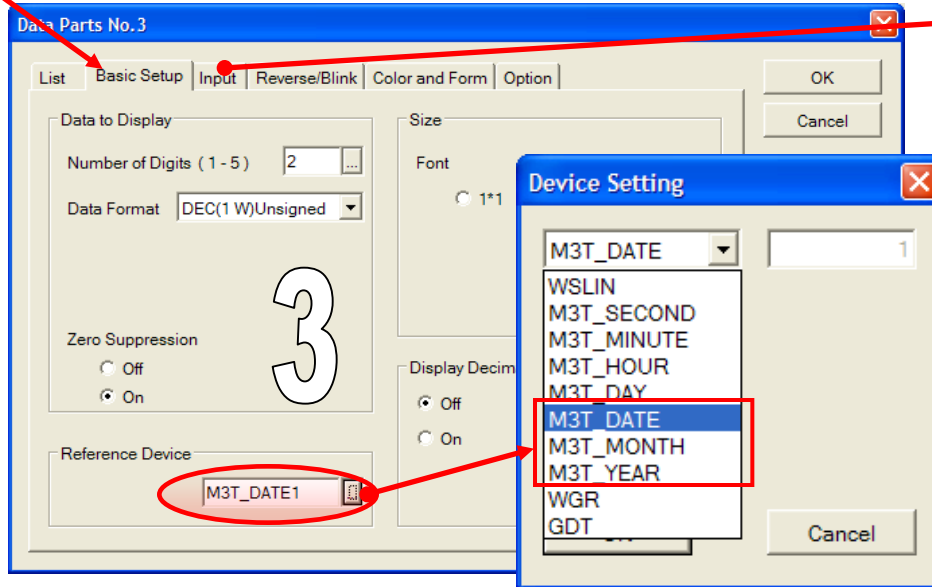 Data Parts No.3
List Basic Setup Input Reverse/Blink Color and Form Option
OK
Cancel
Data to Display
Number of Digits ( 1 - 5 ) 2 ...
Data Format DEC(1 W)Unsigned
Zero Suppression
Off
On
3
Reference Device
M3T_DATE1
Size
Font
1*1
Display Decim
Off
On
Device Setting
M3T_DATE 1
WSLIN
M3T_SECOND
M3T_MINUTE
M3T_HOUR
M3T_DAY
M3T_DATE
M3T_MONTH
M3T_YEAR
WGR
GDT
Cancel